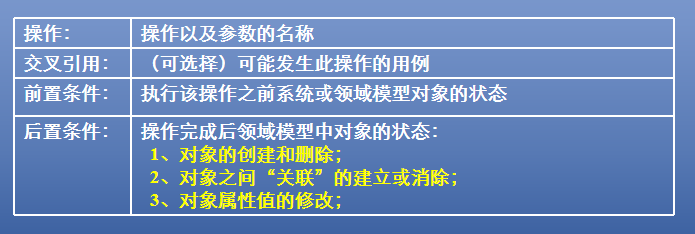 操作： 操作以及参数的名称
交叉引用： （可选择）可能发生此操作的用例
前置条件： 执行该操作之前系统或领域模型对象的状态
后置条件： 操作完成后领域模型中对象的状态：
1、对象的创建和删除；
2、对象之间“关联”的建立或消除；
3、对象属性值的修改；